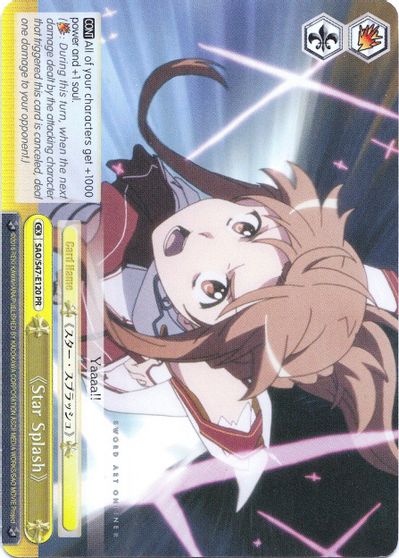 CONT All of your characters get +1000
power and +1 soul.
( : During this turn, when the next
damage dealt by the attacking character
that triggered this card is canceled, deal
one damage to your opponent.)
Yaaaa!!
SWORD ART ONLINE R
Card Name
《スター・スプラッシュ》
《Star Splash》
CX
SAO/S47-E120 PR